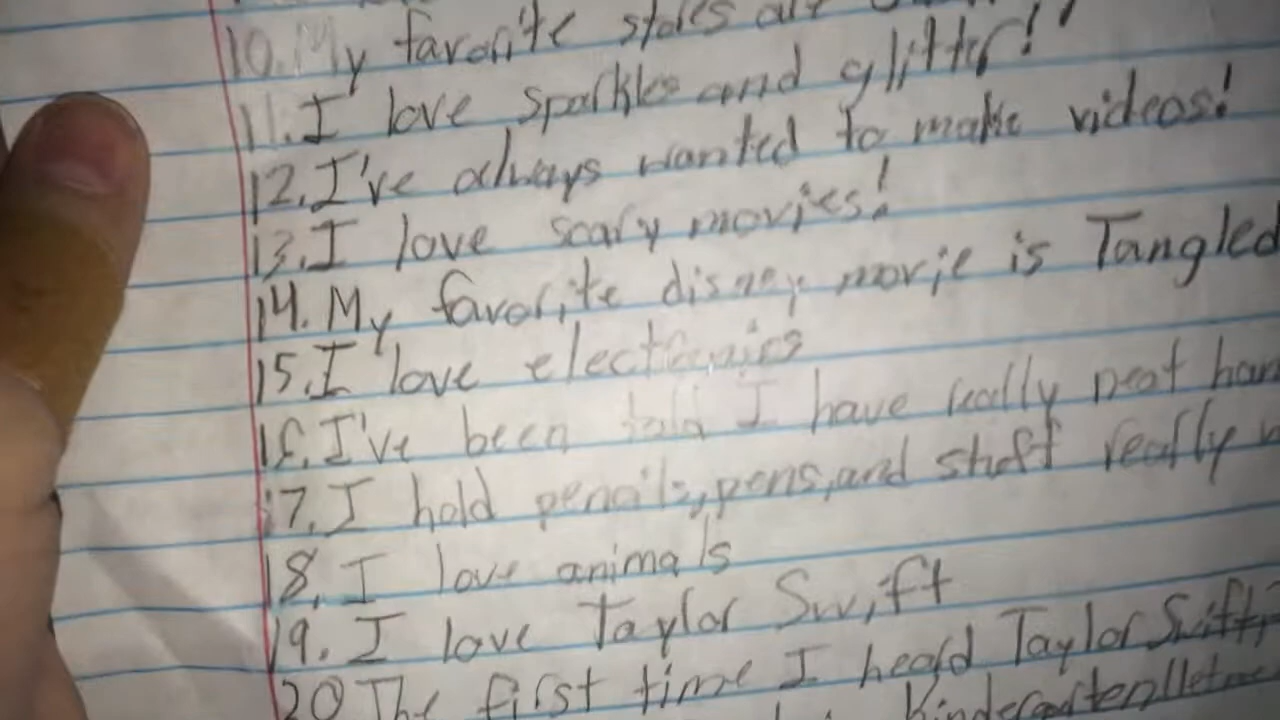 10. My favorite stores are
11. I love sparkles and glitter!
12. I've always wanted to make videos!
13. I love scary movies!
14. My favorite disney movie is Tangled
15. I love electronics
16. I've been told I have really neat
17. I hold pencils, pens, and stuff really
18. I love animals
19. I love Taylor Swift
20 The first time I heard Taylor Swift,